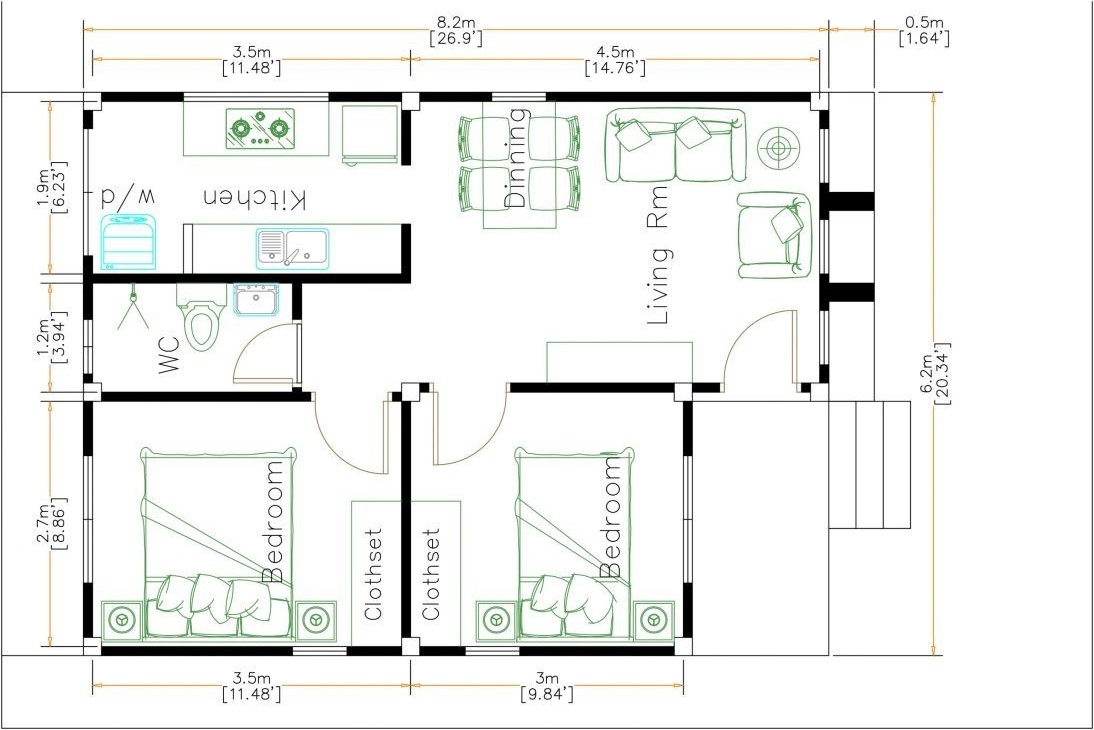 8.2m
[26.9']
0.5m
[1.64']
3.5m
[11.48']
4.5m
[14.76']
1.9m
[6.23']
w/d
Kitchen
Dinning
Living Rm
1.2m
[3.94']
WC
6.2m
[20.34']
2.7m
[8.86']
Bedroom
Clothset
Clothset
Bedroom
3.5m
[11.48']
3m
[9.84']